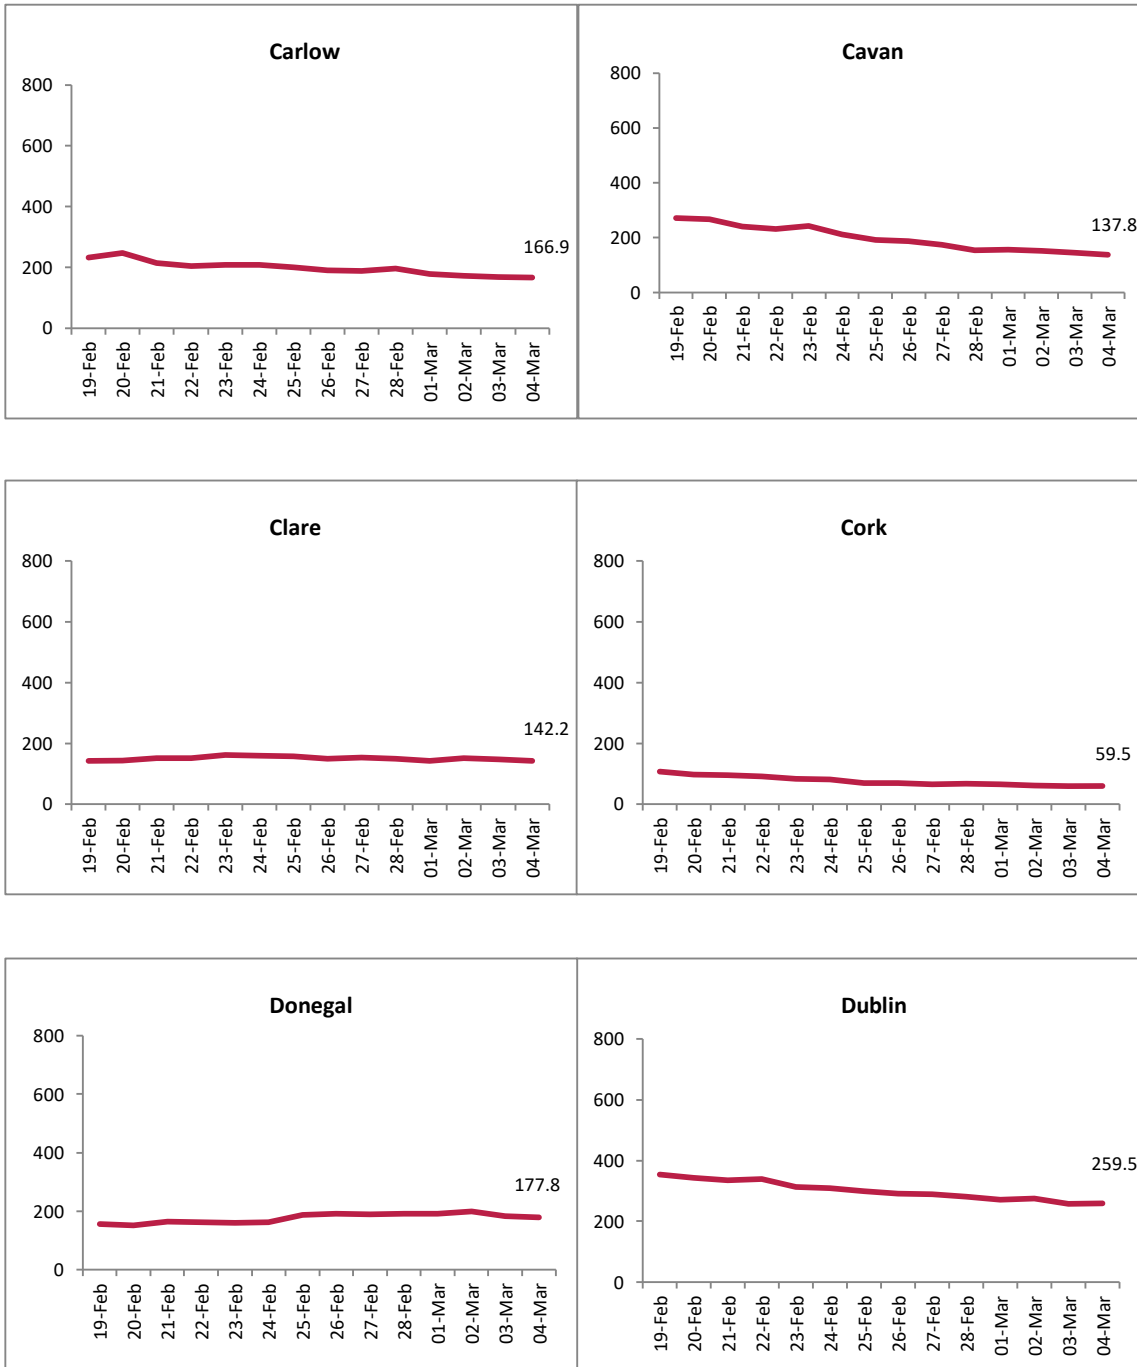 Carlow
800
600
400
200
0
166.9
19-Feb
20-Feb
21-Feb
22-Feb
23-Feb
24-Feb
25-Feb
26-Feb
27-Feb
28-Feb
01-Mar
02-Mar
03-Mar
04-Mar
Cavan
800
600
400
200
0
137.8
19-Feb
20-Feb
21-Feb
22-Feb
23-Feb
24-Feb
25-Feb
26-Feb
27-Feb
28-Feb
01-Mar
02-Mar
03-Mar
04-Mar
Clare
800
600
400
200
0
142.2
19-Feb
20-Feb
21-Feb
22-Feb
23-Feb
24-Feb
25-Feb
26-Feb
27-Feb
28-Feb
01-Mar
02-Mar
03-Mar
04-Mar
Cork
800
600
400
200
0
59.5
19-Feb
20-Feb
21-Feb
22-Feb
23-Feb
24-Feb
25-Feb
26-Feb
27-Feb
28-Feb
01-Mar
02-Mar
03-Mar
04-Mar
Donegal
800
600
400
200
0
177.8
19-Feb
20-Feb
21-Feb
22-Feb
23-Feb
24-Feb
25-Feb
26-Feb
27-Feb
28-Feb
01-Mar
02-Mar
03-Mar
04-Mar
Dublin
800
600
400
200
0
259.5
19-Feb
20-Feb
21-Feb
22-Feb
23-Feb
24-Feb
25-Feb
26-Feb
27-Feb
28-Feb
01-Mar
02-Mar
03-Mar
04-Mar